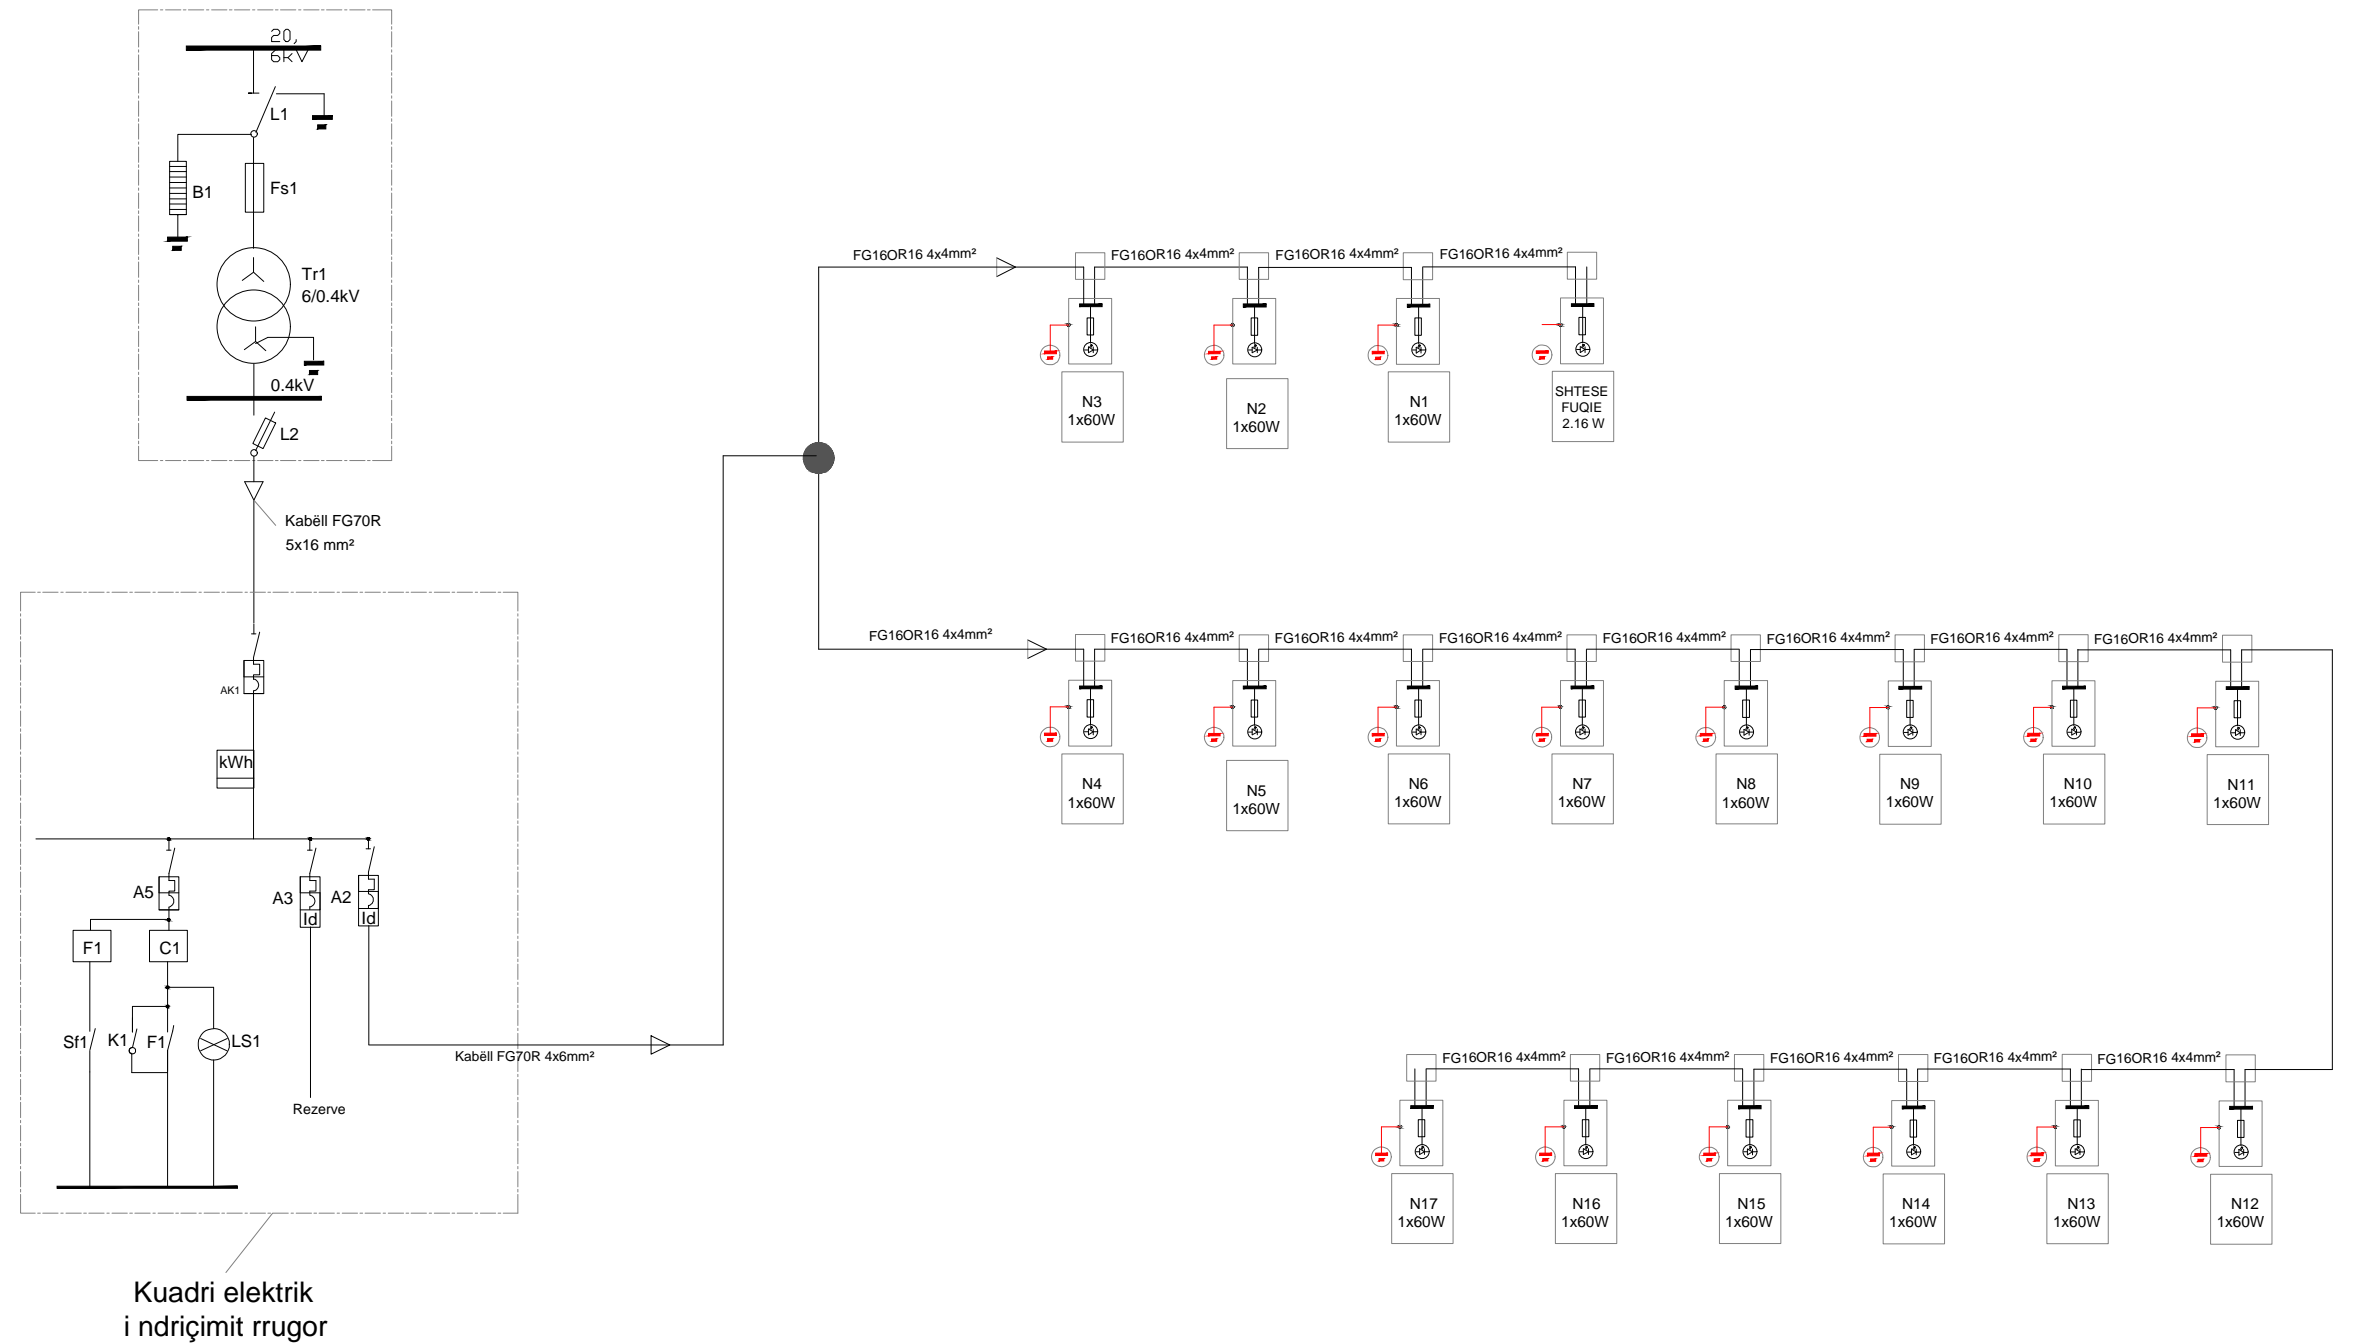 20,
6kV
L1
B1
Fs1
Tr1
6/0.4kV
0.4kV
L2
Kabëll FG70R
5x16 mm²
AK1
kWh
A5
A3
A2
Id
Id
F1
C1
Sf1
K1
F1
LS1
Rezerve
Kabëll FG70R 4x6mm²
Kuadri elektrik
i ndriçimit rrugor
FG16OR16 4x4mm²
FG16OR16 4x4mm²
FG16OR16 4x4mm²
FG16OR16 4x4mm²
N3
1x60W
N2
1x60W
N1
1x60W
SHTESE
FUQIE
2.16 W
FG16OR16 4x4mm²
FG16OR16 4x4mm²
FG16OR16 4x4mm²
FG16OR16 4x4mm²
FG16OR16 4x4mm²
FG16OR16 4x4mm²
FG16OR16 4x4mm²
FG16OR16 4x4mm²
N4
1x60W
N5
1x60W
N6
1x60W
N7
1x60W
N8
1x60W
N9
1x60W
N10
1x60W
N11
1x60W
FG16OR16 4x4mm²
FG16OR16 4x4mm²
FG16OR16 4x4mm²
FG16OR16 4x4mm²
FG16OR16 4x4mm²
N17
1x60W
N16
1x60W
N15
1x60W
N14
1x60W
N13
1x60W
N12
1x60W